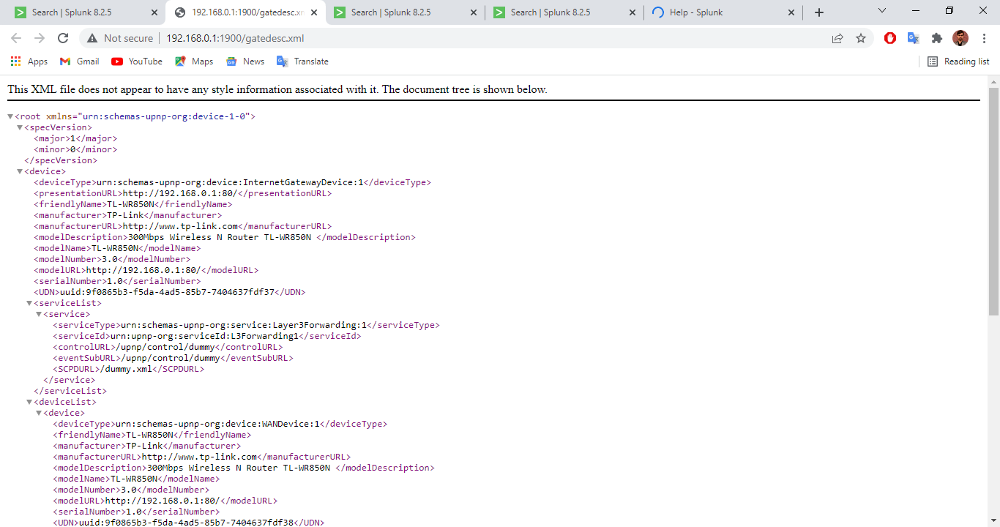 Search | Splunk 8.2.5
192.168.0.1:1900/gatedesc.xm
Search | Splunk 8.2.5
Search | Splunk 8.2.5
Help - Splunk
Not secure
192.168.0.1:1900/gatedesc.xml
Apps
Gmail
YouTube
Maps
News
Translate
Reading list
This XML file does not appear to have any style information associated with it. The document tree is shown below.
<root xmlns="urn:schemas-upnp-org:device-1-0">
<specVersion>
<major>1</major>
<minor>0</minor>
</specVersion>
<device>
<deviceType>urn:schemas-upnp-org:device:InternetGatewayDevice:1</deviceType>
<presentationURL>http://192.168.0.1:80/</presentationURL>
<friendlyName>TL-WR850N</friendlyName>
<manufacturer>TP-Link</manufacturer>
<manufacturerURL>http://www.tp-link.com</manufacturerURL>
<modelDescription>300Mbps Wireless N Router TL-WR850N </modelDescription>
<modelName>TL-WR850N</modelName>
<modelNumber>3.0</modelNumber>
<modelURL>http://192.168.0.1:80/</modelURL>
<serialNumber>1.0</serialNumber>
<UDN>uuid:9f0865b3-f5da-4ad5-85b7-7404637fdf37</UDN>
<serviceList>
<service>
<serviceType>urn:schemas-upnp-org:service:Layer3Forwarding:1</serviceType>
<serviceId>urn:upnp-org:serviceId:L3Forwarding1</serviceId>
<controlURL>/upnp/control/dummy</controlURL>
<eventSubURL>/upnp/control/dummy</eventSubURL>
<SCPDURL>/dummy.xml</SCPDURL>
</service>
</serviceList>
<deviceList>
<device>
<deviceType>urn:schemas-upnp-org:device:WANDevice:1</deviceType>
<friendlyName>TL-WR850N</friendlyName>
<manufacturer>TP-Link</manufacturer>
<manufacturerURL>http://www.tp-link.com</manufacturerURL>
<modelDescription>300Mbps Wireless N Router TL-WR850N </modelDescription>
<modelName>TL-WR850N</modelName>
<modelNumber>3.0</modelNumber>
<modelURL>http://192.168.0.1:80/</modelURL>
<serialNumber>1.0</serialNumber>
<UDN>uuid:9f0865b3-f5da-4ad5-85b7-7404637fdf38</UDN>